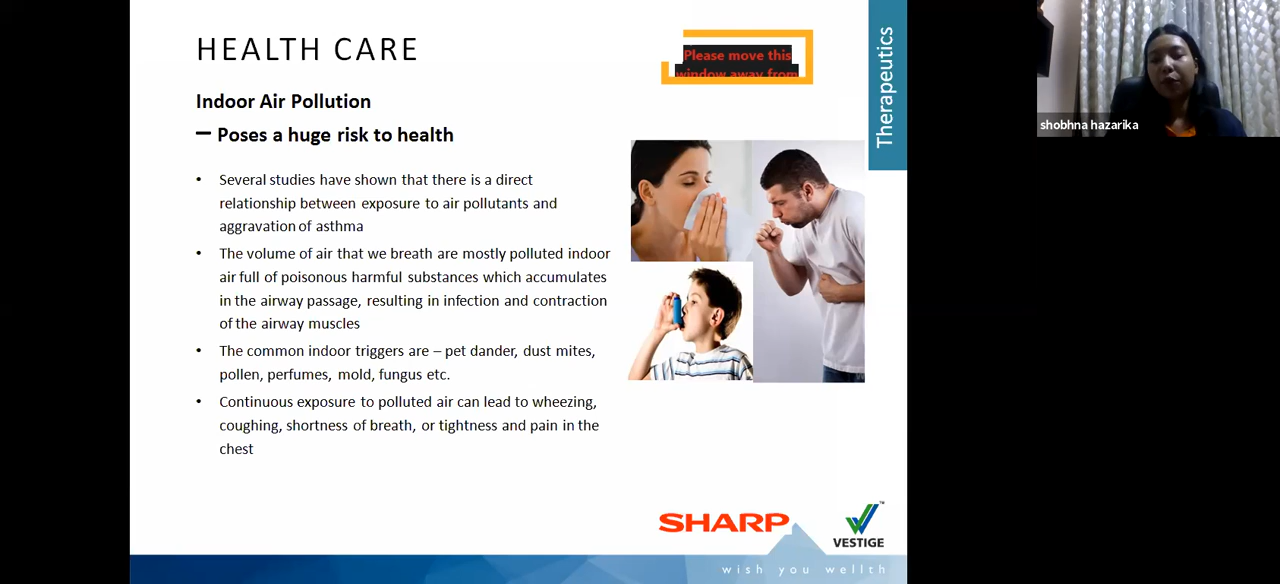 HEALTH CARE
Please move this
window away from
Therapeutics
shobhna hazarika
Indoor Air Pollution
– Poses a huge risk to health
• Several studies have shown that there is a direct
relationship between exposure to air pollutants and
aggravation of asthma
• The volume of air that we breath are mostly polluted indoor
air full of poisonous harmful substances which accumulates
in the airway passage, resulting in infection and contraction
of the airway muscles
• The common indoor triggers are – pet dander, dust mites,
pollen, perfumes, mold, fungus etc.
• Continuous exposure to polluted air can lead to wheezing,
coughing, shortness of breath, or tightness and pain in the
chest
SHARP
VESTIGE
™
wish you wellth